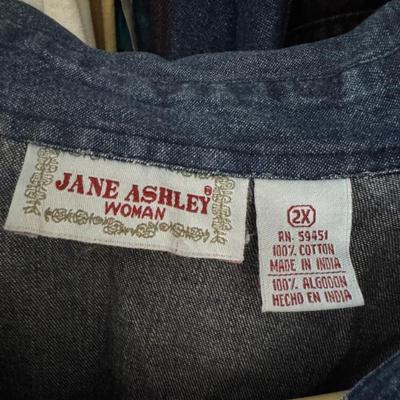 JANE ASHLEY®
WOMAN
2X
RN. 59451
100% COTTON
MADE IN INDIA
100% ALGODON
HECHO EN INDIA